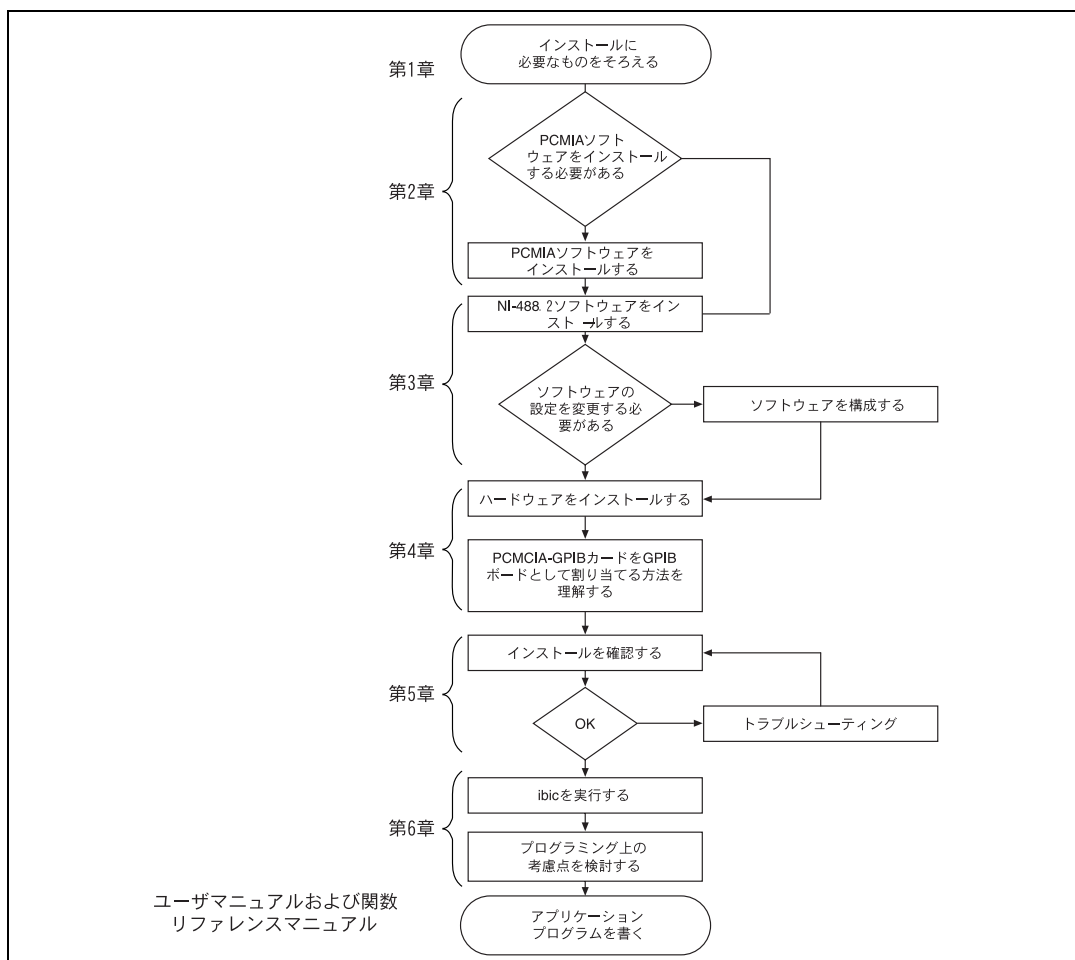 インストールに
必要なものをそろえる
第1章
PCMIAソフト
ウェアをインストール
する必要がある
第2章
PCMIAソフトウェアを
インストールする
NI-488.2ソフトウェアをイン
ストールする
第3章
ソフトウェアの
設定を変更する必
要がある
ソフトウェアを構成する
ハードウェアをインストールする
第4章
PCMCIA-GPIBカードをGPIB
ボードとして割り当てる方法を
理解する
インストールを確認する
第5章
OK
トラブルシューティング
ibicを実行する
第6章
プログラミング上の
考慮点を検討する
ユーザマニュアルおよび関数
リファレンスマニュアル
アプリケーション
プログラムを書く